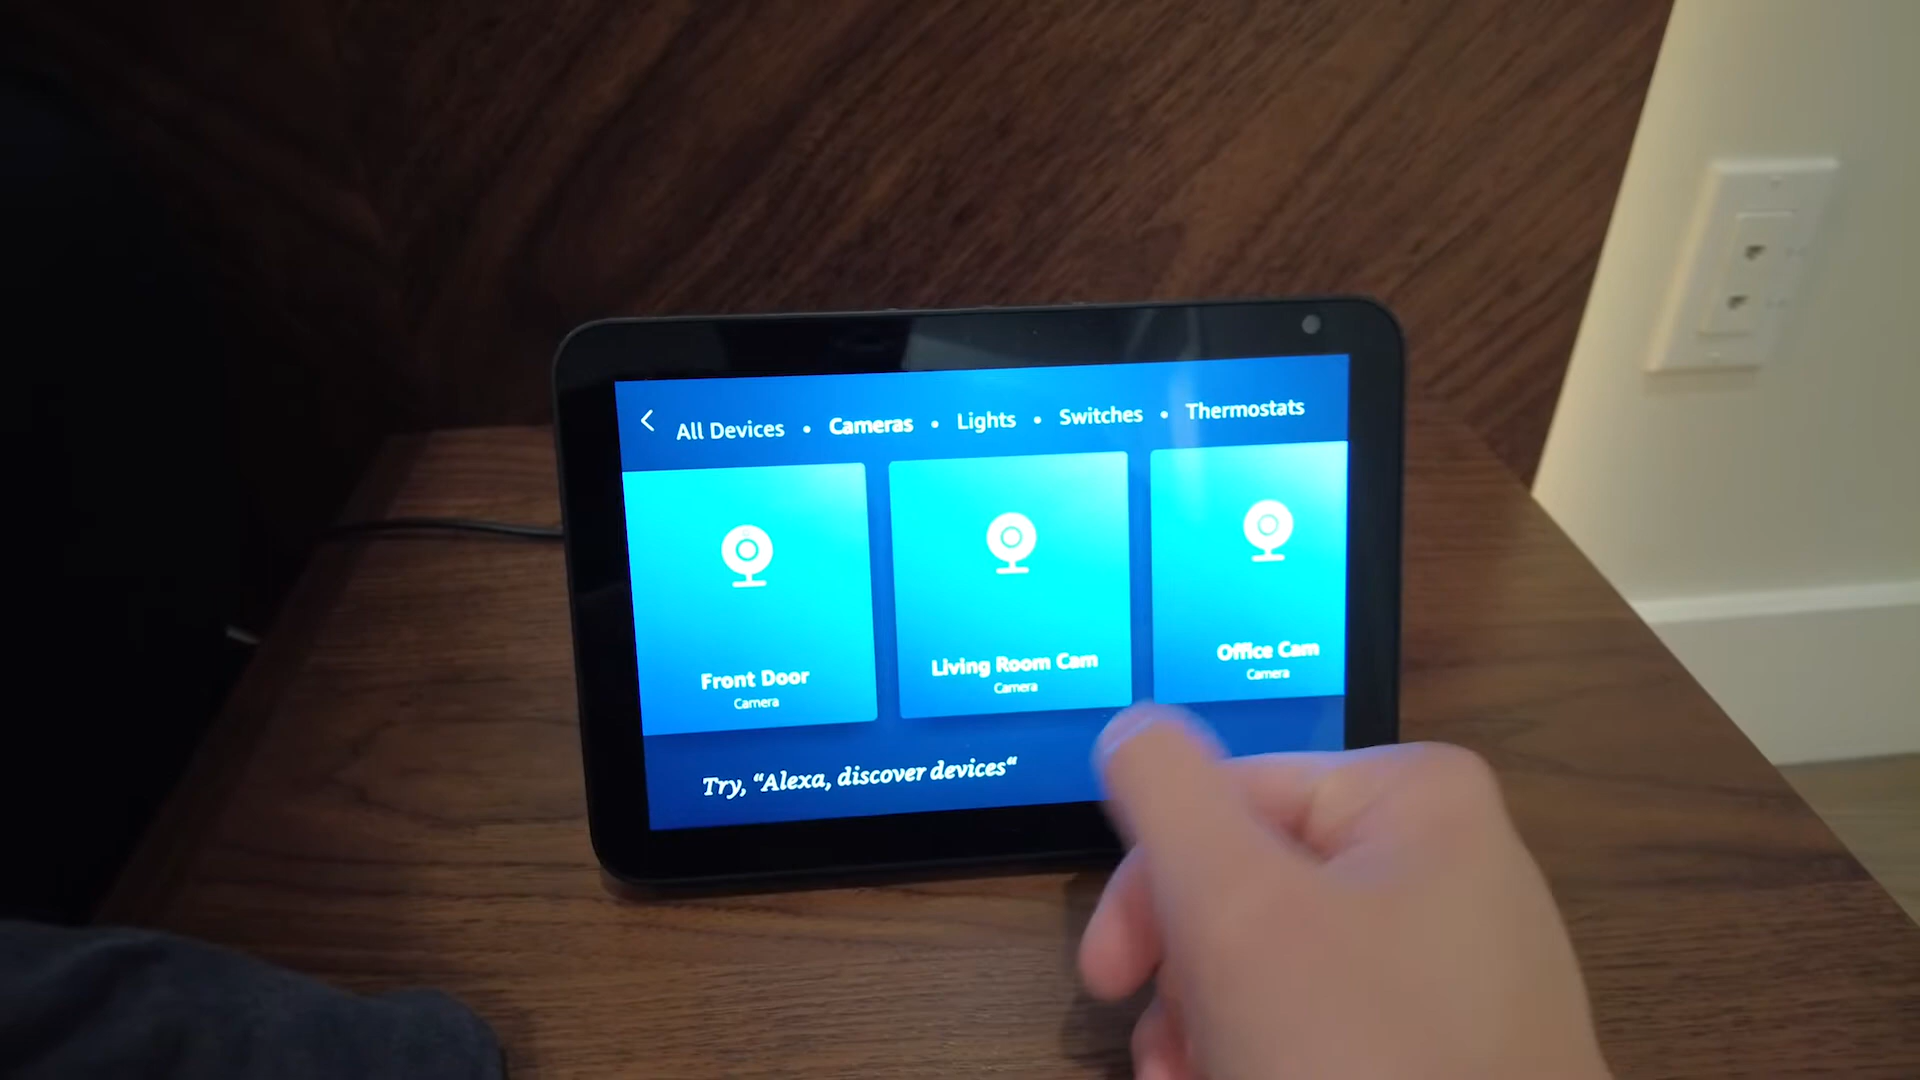 All Devices • Cameras • Lights • Switches • Thermostats
Front Door
Camera
Living Room Cam
Camera
Office Cam
Camera
Try, “Alexa, discover devices“